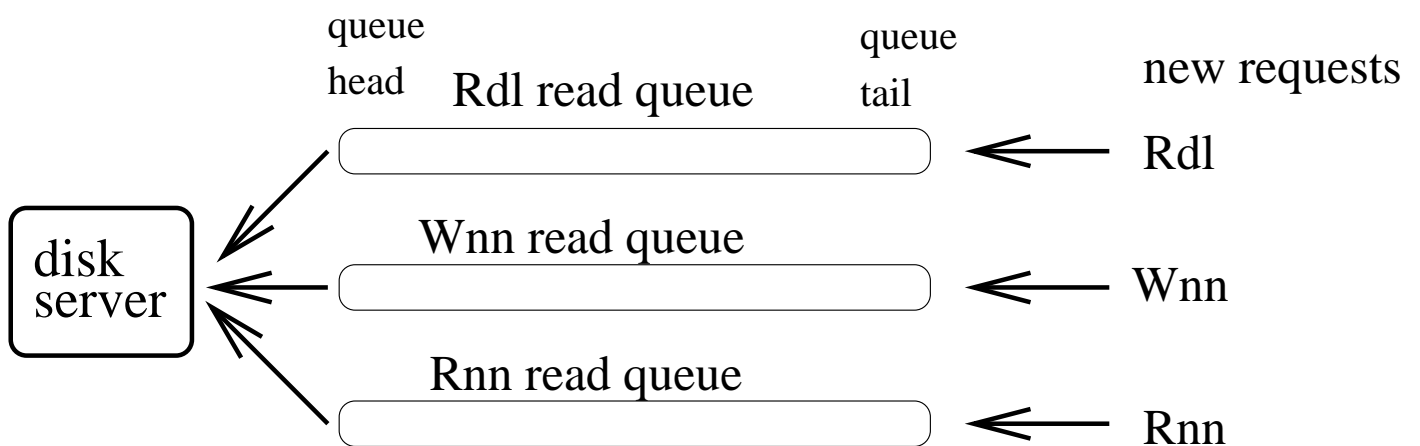 queue
head
Rdl read queue
queue
tail
new requests
Rdl
disk
server
Wnn read queue
Wnn
Rnn read queue
Rnn